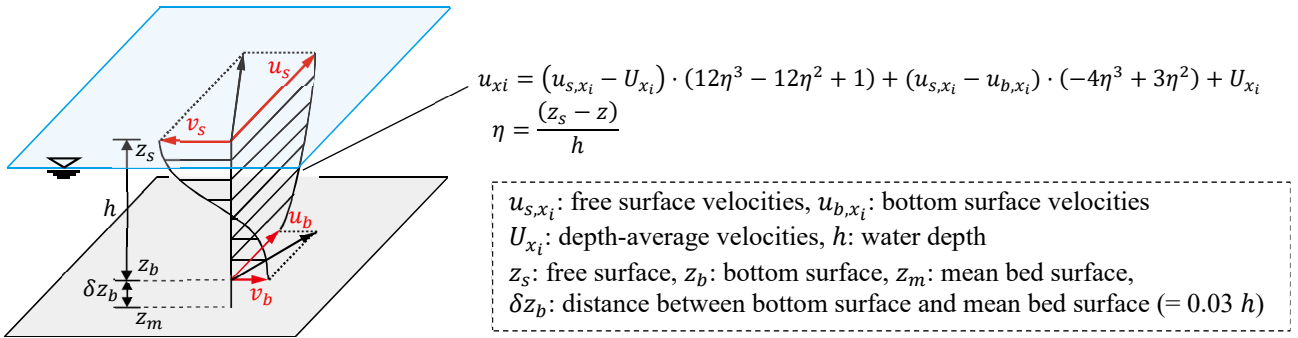 u_s
v_s
z_s
h
u_b
z_b
δz_b
v_b
z_m
u_{xi} = (u_{s,x_i} − U_{x_i}) · (12η³ − 12η² + 1) + (u_{s,x_i} − u_{b,x_i}) · (−4η³ + 3η²) + U_{x_i}
η = (z_s − z) / h
u_{s,x_i}: free surface velocities, u_{b,x_i}: bottom surface velocities
U_{x_i}: depth-average velocities, h: water depth
z_s: free surface, z_b: bottom surface, z_m: mean bed surface,
δz_b: distance between bottom surface and mean bed surface (= 0.03 h)